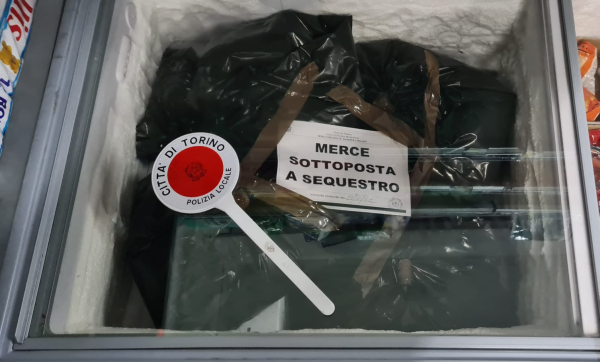 CITTA' DI TORINO
POLIZIA LOCALE
MERCE
SOTTOPOSTA
A SEQUESTRO